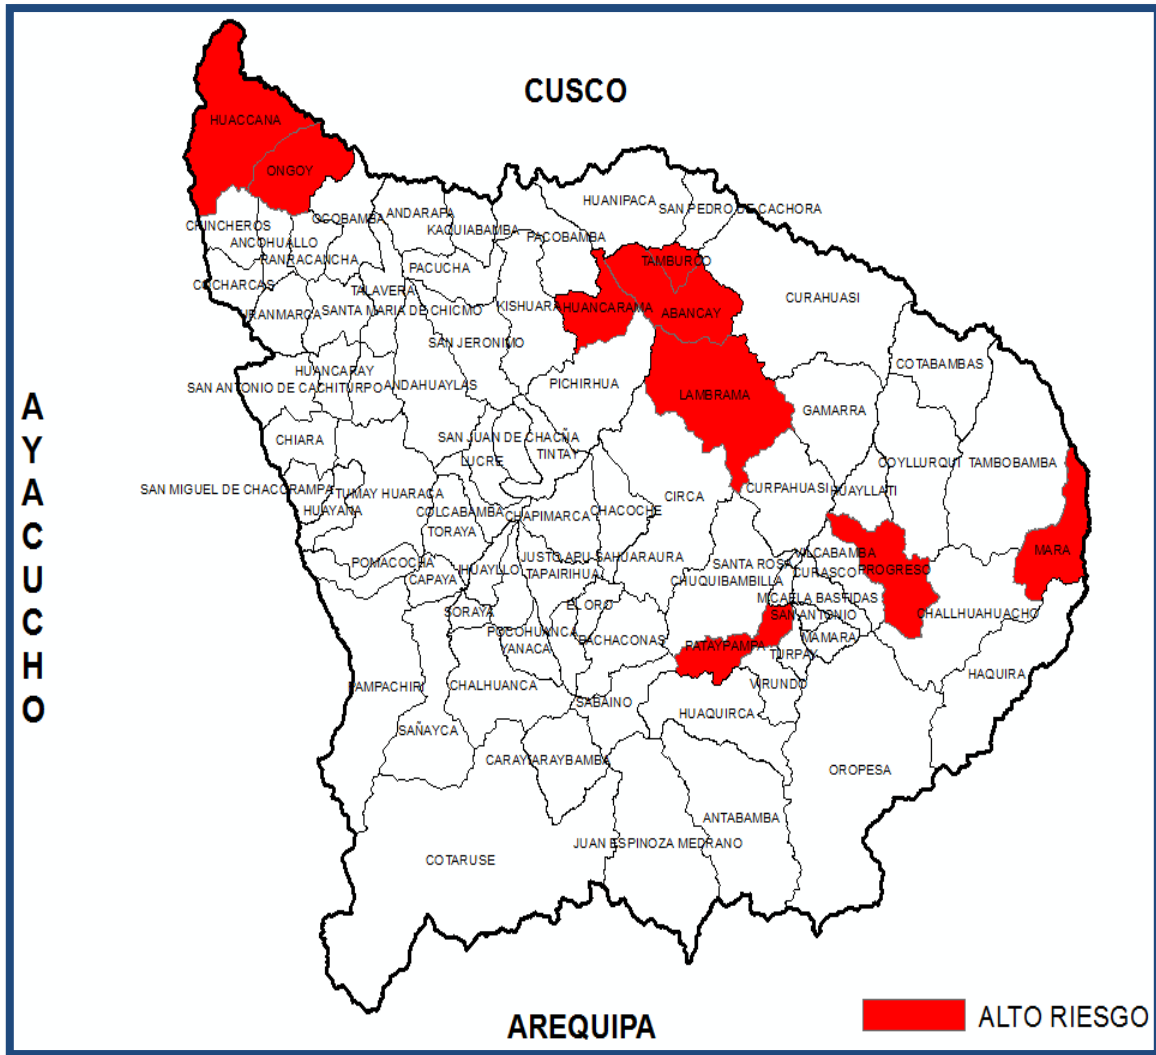 CUSCO
HUACCANA
ONGOY
HUANIPACA
SAN PEDRO DE CACHORA
CHINCHEROS
OCOBAMBA
ANDARAPA
KAQUIABAMBA
PACOBAMBA
ANCOHUALLO
RANRACANCHA
PACUCHA
TAMBURCO
COCHARCAS
TALAVERA
CURAHUASI
URANMARCA
SANTA MARIA DE CHICMO
KISHUARA
HUANCARAMA
ABANCAY
SAN JERONIMO
COTABAMBAS
HUANCARAY
SAN ANTONIO DE CACHI
TURPO
ANDAHUAYLAS
PICHIRHUA
LAMBRAMA
GAMARRA
CHIARA
SAN JUAN DE CHACÑA
LUCRE
TINTAY
COYLLURQUI
TAMBOBAMBA
SAN MIGUEL DE CHACCRAMPA
TUMAY HUARACA
CIRCA
CURPAHUASI
HUAYLLATI
HUAYANA
COLCABAMBA
CHAPIMARCA
CHACOCHE
TORAYA
MARA
POMACOCHA
CAPAYA
IHUAYLLO
JUSTO APU SAHUARAURA
TAPAIRIHUA
SANTA ROSA
VILCABAMBA
CURASCO
PROGRESO
CHUQUIBAMBILLA
MICAELA BASTIDAS
SORAYA
EL ORO
SAN ANTONIO
CHALLHUAHUACHO
POCOHUANCA
YANACA
PACHACONAS
PATAYPAMPA
MAMARA
TURPAY
HAQUIRA
PAMPACHIRI
CHALHUANCA
SABAINO
VIRUNDO
HUAQUIRCA
SAÑAYCA
CARAYBAMBA
OROPESA
ANTABAMBA
COTARUSE
JUAN ESPINOZA MEDRANO
A
Y
A
C
U
C
H
O
AREQUIPA
ALTO RIESGO